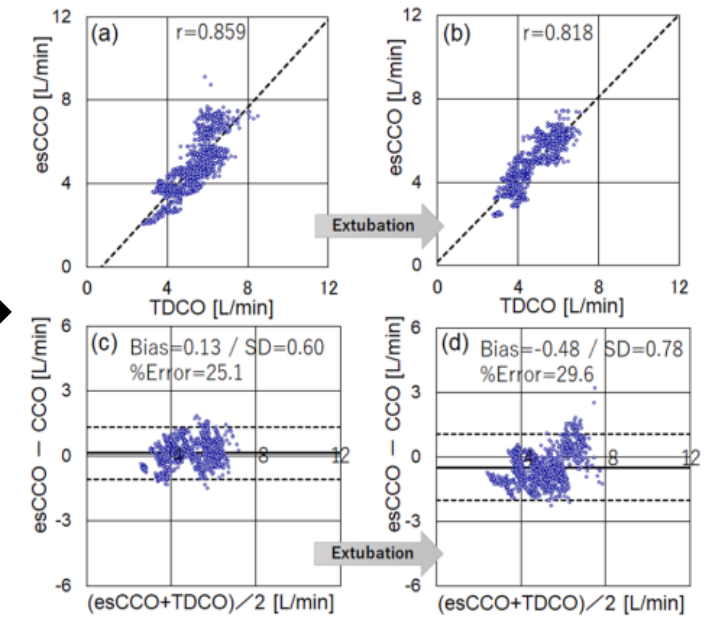 (a) r=0.859
esCCO [L/min]
12
8
4
0
0 4 8 12
TDCO [L/min]
Extubation
(b) r=0.818
esCCO [L/min]
12
8
4
0
0 4 8 12
TDCO [L/min]
(c) Bias=0.13 / SD=0.60
%Error=25.1
esCCO － CCO [L/min]
6
3
0
-3
-6
4 8 12
(esCCO+TDCO)／2 [L/min]
Extubation
(d) Bias=-0.48 / SD=0.78
%Error=29.6
esCCO － CCO [L/min]
6
3
0
-3
-6
4 8 12
(esCCO+TDCO)／2 [L/min]